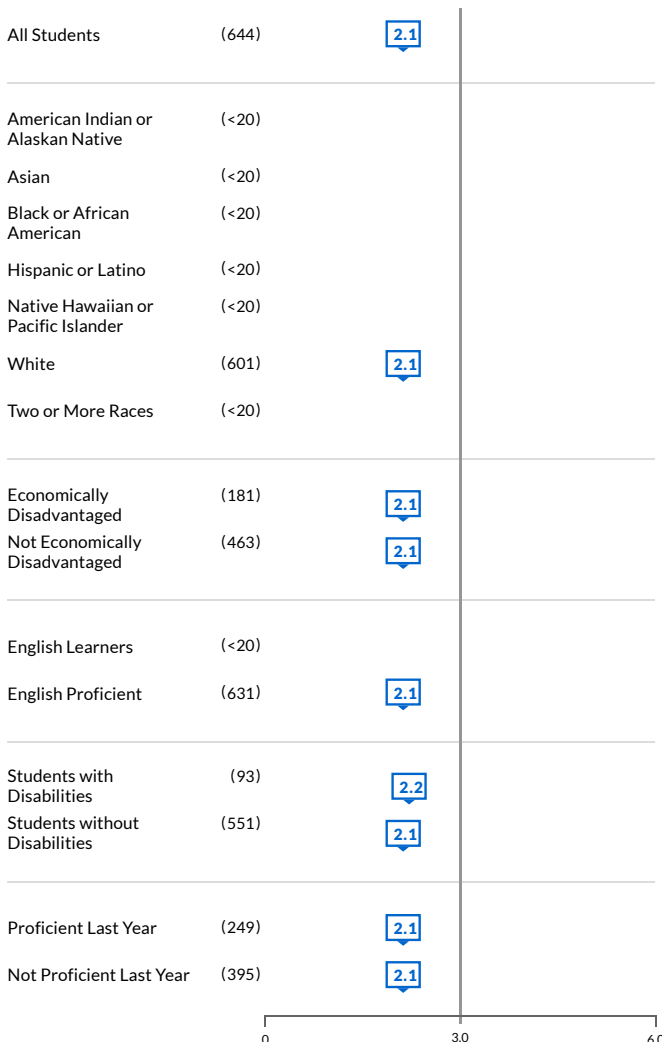 All Students (644) 2.1
American Indian or (<20)
Alaskan Native
Asian (<20)
Black or African (<20)
American
Hispanic or Latino (<20)
Native Hawaiian or (<20)
Pacific Islander
White (601) 2.1
Two or More Races (<20)
Economically (181) 2.1
Disadvantaged
Not Economically (463) 2.1
Disadvantaged
English Learners (<20)
English Proficient (631) 2.1
Students with (93) 2.2
Disabilities
Students without (551) 2.1
Disabilities
Proficient Last Year (249) 2.1
Not Proficient Last Year (395) 2.1
0 3.0 6.0